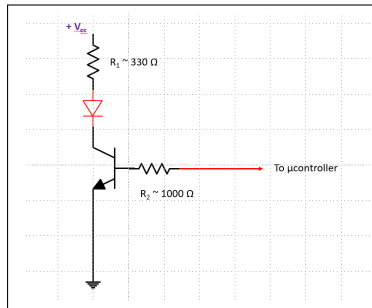 + Vcc
R1 ~ 330 Ω
To µcontroller
R2 ~ 1000 Ω